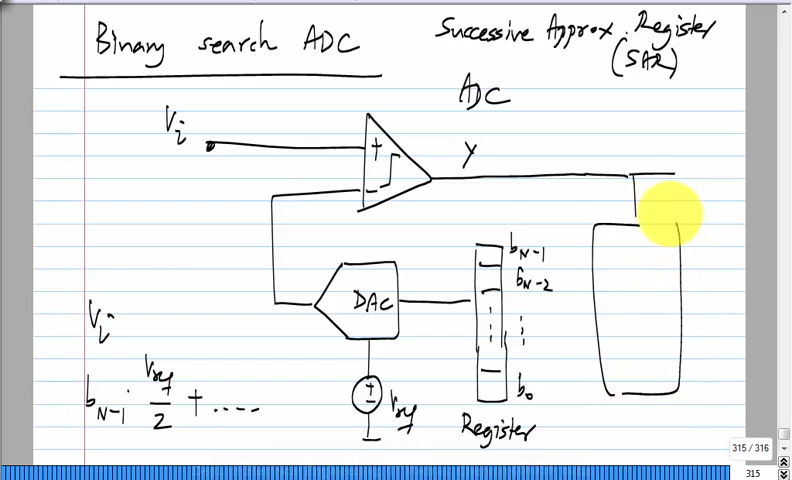 Binary search ADC
Successive Approx. Register
(SAR)
ADC
Vi
+
-
Y
bN-1
bN-2
DAC
b0
Register
+
-
Vref
Vi
bN-1 Vref/2 + ....
315 / 316
315